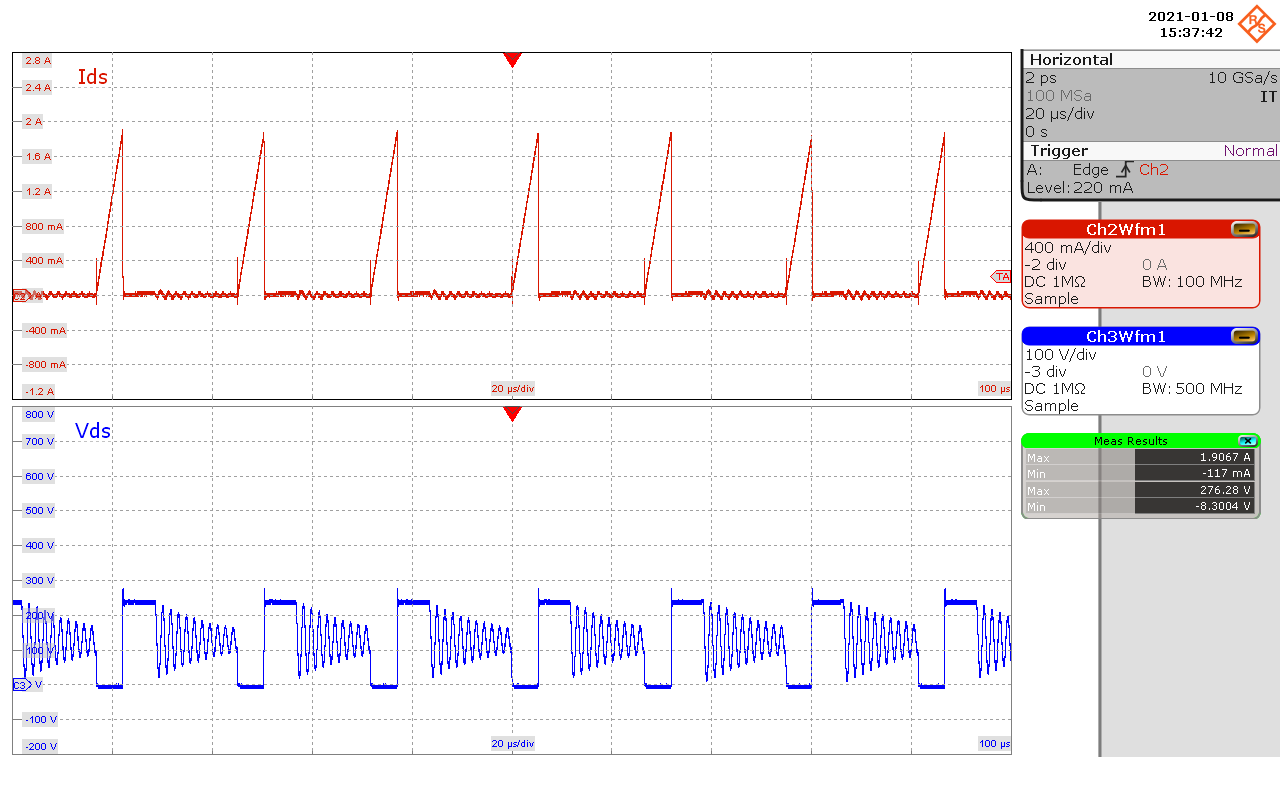 2021-01-08
15:37:42
R&S
2.8 A
Ids
2.4 A
2 A
1.6 A
1.2 A
800 mA
400 mA
C2
TA
-400 mA
-800 mA
-1.2 A
20 µs/div
100 µs
800 V
Vds
700 V
600 V
500 V
400 V
300 V
200 V
100 V
C3 V
-100 V
-200 V
20 µs/div
100 µs
Horizontal
2 ps 10 GSa/s
100 MSa IT
20 µs/div
0 s
Trigger Normal
A: Edge Ch2
Level: 220 mA
Ch2Wfm1
400 mA/div
-2 div 0 A
DC 1MΩ BW: 100 MHz
Sample
Ch3Wfm1
100 V/div
-3 div 0 V
DC 1MΩ BW: 500 MHz
Sample
Meas Results
Max 1.9067 A
Min -117 mA
Max 276.28 V
Min -8.3004 V